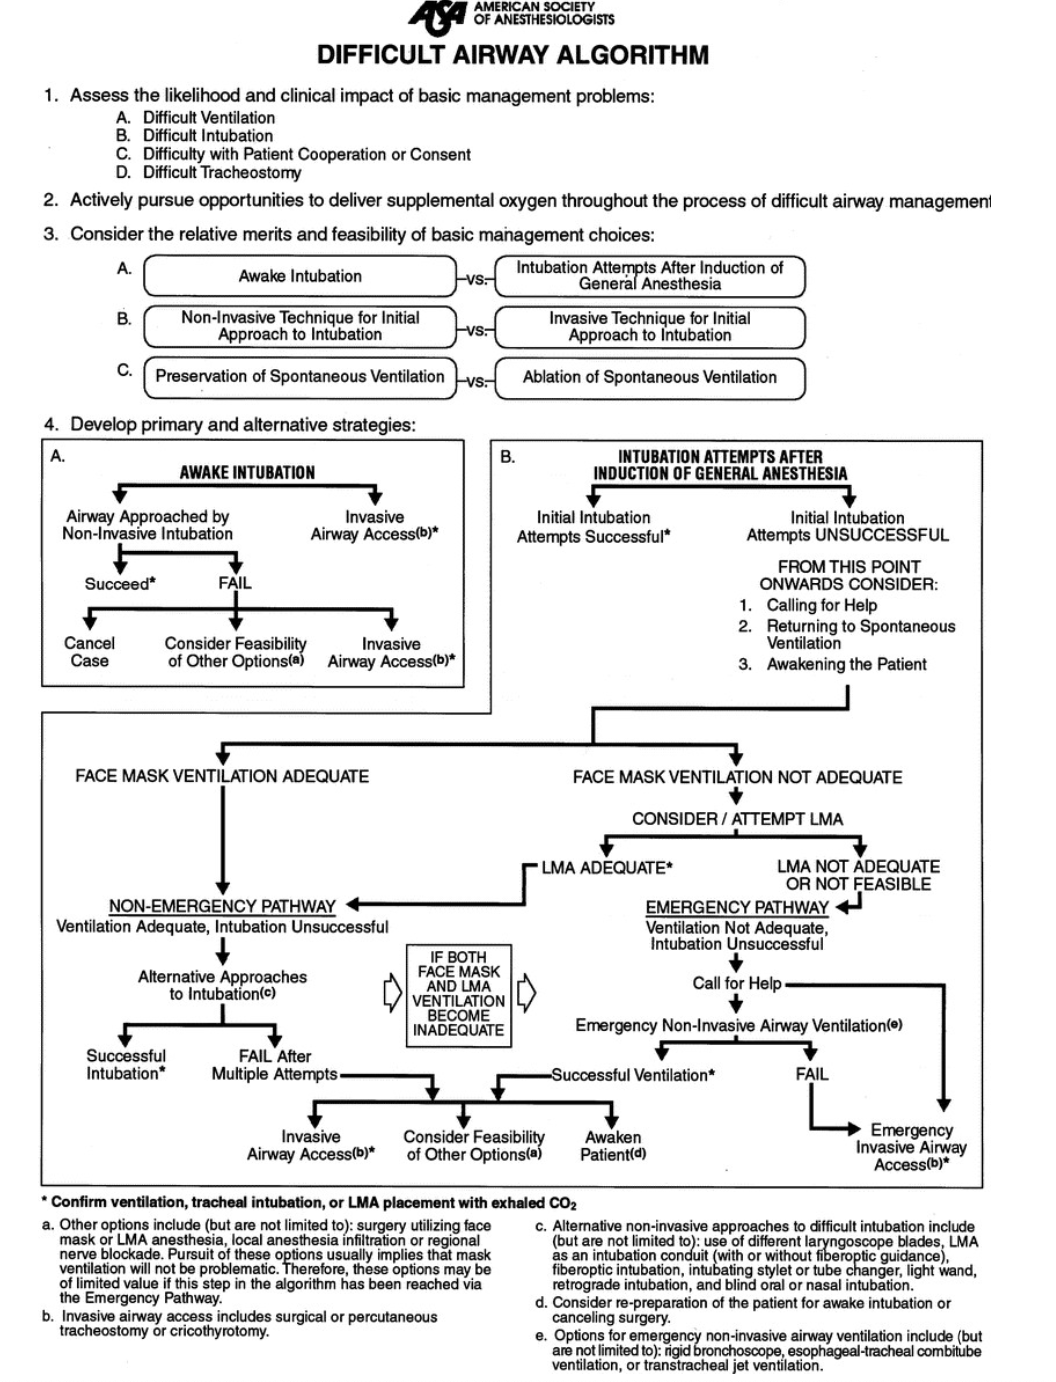 ASA AMERICAN SOCIETY
OF ANESTHESIOLOGISTS
DIFFICULT AIRWAY ALGORITHM
1. Assess the likelihood and clinical impact of basic management problems:
A. Difficult Ventilation
B. Difficult Intubation
C. Difficulty with Patient Cooperation or Consent
D. Difficult Tracheostomy
2. Actively pursue opportunities to deliver supplemental oxygen throughout the process of difficult airway management
3. Consider the relative merits and feasibility of basic management choices:
A. Awake Intubation
vs.
Intubation Attempts After Induction of
General Anesthesia
B. Non-Invasive Technique for Initial
Approach to Intubation
vs.
Invasive Technique for Initial
Approach to Intubation
C. Preservation of Spontaneous Ventilation
vs.
Ablation of Spontaneous Ventilation
4. Develop primary and alternative strategies:
A.
AWAKE INTUBATION
Airway Approached by
Non-Invasive Intubation
Invasive
Airway Access(b)*
Succeed*
FAIL
Cancel
Case
Consider Feasibility
of Other Options(a)
Invasive
Airway Access(b)*
B.
INTUBATION ATTEMPTS AFTER
INDUCTION OF GENERAL ANESTHESIA
Initial Intubation
Attempts Successful*
Initial Intubation
Attempts UNSUCCESSFUL
FROM THIS POINT
ONWARDS CONSIDER:
1. Calling for Help
2. Returning to Spontaneous
Ventilation
3. Awakening the Patient
FACE MASK VENTILATION ADEQUATE
FACE MASK VENTILATION NOT ADEQUATE
CONSIDER / ATTEMPT LMA
LMA ADEQUATE*
LMA NOT ADEQUATE
OR NOT FEASIBLE
NON-EMERGENCY PATHWAY
Ventilation Adequate, Intubation Unsuccessful
EMERGENCY PATHWAY
Ventilation Not Adequate,
Intubation Unsuccessful
Alternative Approaches
to Intubation(c)
IF BOTH
FACE MASK
AND LMA
VENTILATION
BECOME
INADEQUATE
Call for Help
Emergency Non-Invasive Airway Ventilation(e)
Successful
Intubation*
FAIL After
Multiple Attempts
Successful Ventilation*
FAIL
Invasive
Airway Access(b)*
Consider Feasibility
of Other Options(a)
Awaken
Patient(d)
Emergency
Invasive Airway
Access(b)*
* Confirm ventilation, tracheal intubation, or LMA placement with exhaled CO2
a. Other options include (but are not limited to): surgery utilizing face
mask or LMA anesthesia, local anesthesia infiltration or regional
nerve blockade. Pursuit of these options usually implies that mask
ventilation will not be problematic. Therefore, these options may be
of limited value if this step in the algorithm has been reached via
the Emergency Pathway.
b. Invasive airway access includes surgical or percutaneous
tracheostomy or cricothyrotomy.
c. Alternative non-invasive approaches to difficult intubation include
(but are not limited to): use of different laryngoscope blades, LMA
as an intubation conduit (with or without fiberoptic guidance),
fiberoptic intubation, intubating stylet or tube changer, light wand,
retrograde intubation, and blind oral or nasal intubation.
d. Consider re-preparation of the patient for awake intubation or
canceling surgery.
e. Options for emergency non-invasive airway ventilation include (but
are not limited to): rigid bronchoscope, esophageal-tracheal combitube
ventilation, or transtracheal jet ventilation.